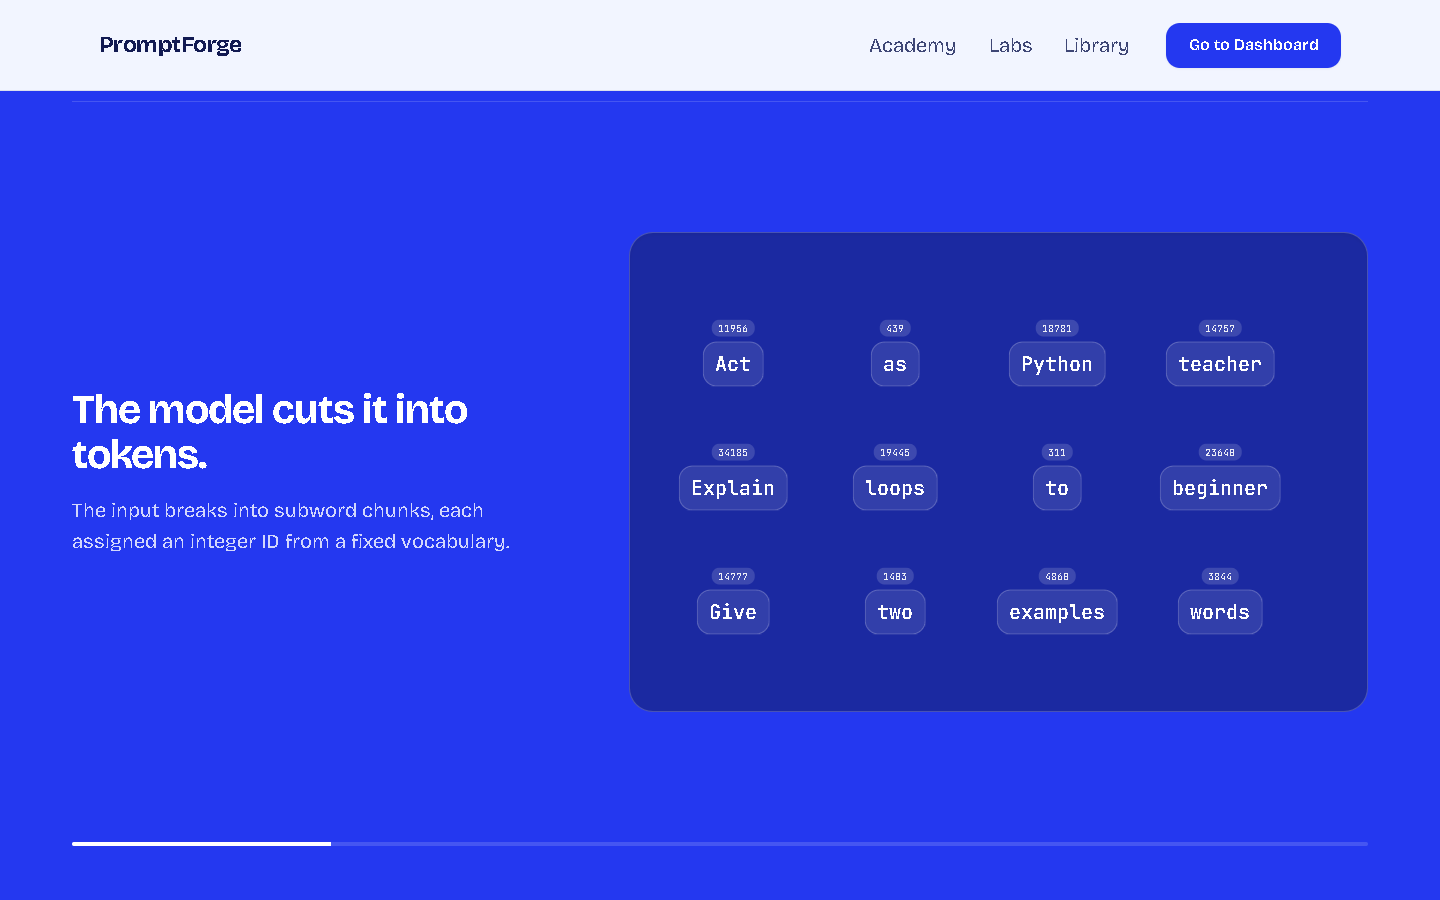 PromptForge
Academy Labs Library Go to Dashboard
The model cuts it into
tokens.
The input breaks into subword chunks, each
assigned an integer ID from a fixed vocabulary.
11956 439 18781 14757
Act as Python teacher
34185 19445 311 23648
Explain loops to beginner
14777 1483 4868 3844
Give two examples words